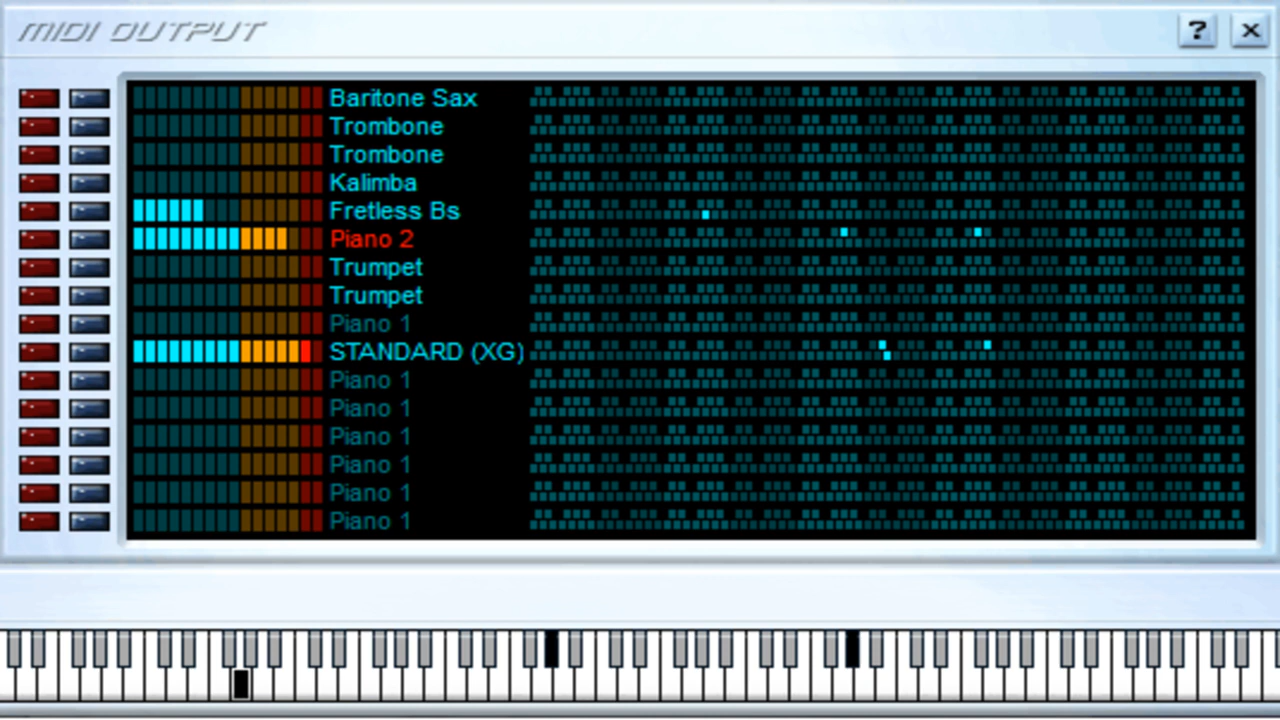 MIDI OUTPUT
? ×
Baritone Sax
Trombone
Trombone
Kalimba
Fretless Bs
Piano 2
Trumpet
Trumpet
Piano 1
STANDARD (XG)
Piano 1
Piano 1
Piano 1
Piano 1
Piano 1
Piano 1